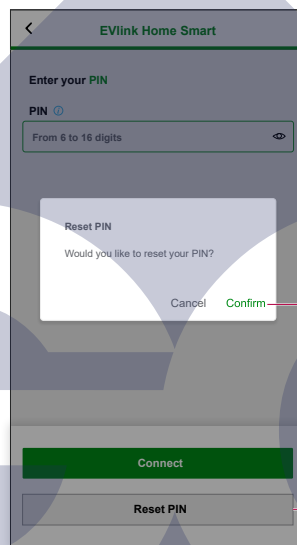 EVlink Home Smart
Enter your PIN
PIN
From 6 to 16 digits
Reset PIN
Would you like to reset your PIN?
Cancel Confirm
Connect
Reset PIN